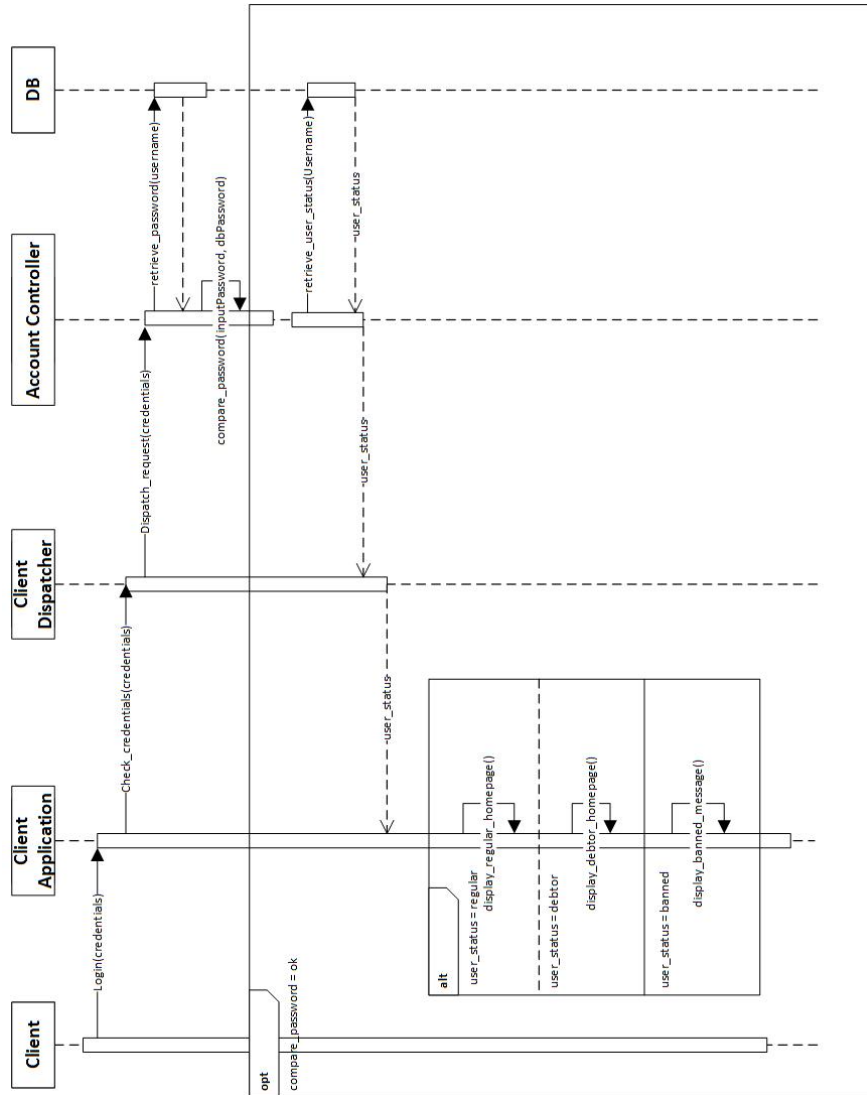 Client
Client
Application
Client
Dispatcher
Account Controller
DB
Login(credentials)
Check_credentials(credentials)
Dispatch_request(credentials)
retrieve_password(username)
compare_password(inputPassword, dbPassword)
opt
compare_password = ok
retrieve_user_status(Username)
user_status
user_status
user_status
alt
user_status = regular
display_regular_homepage()
user_status = debtor
display_debtor_homepage()
user_status = banned
display_banned_message()